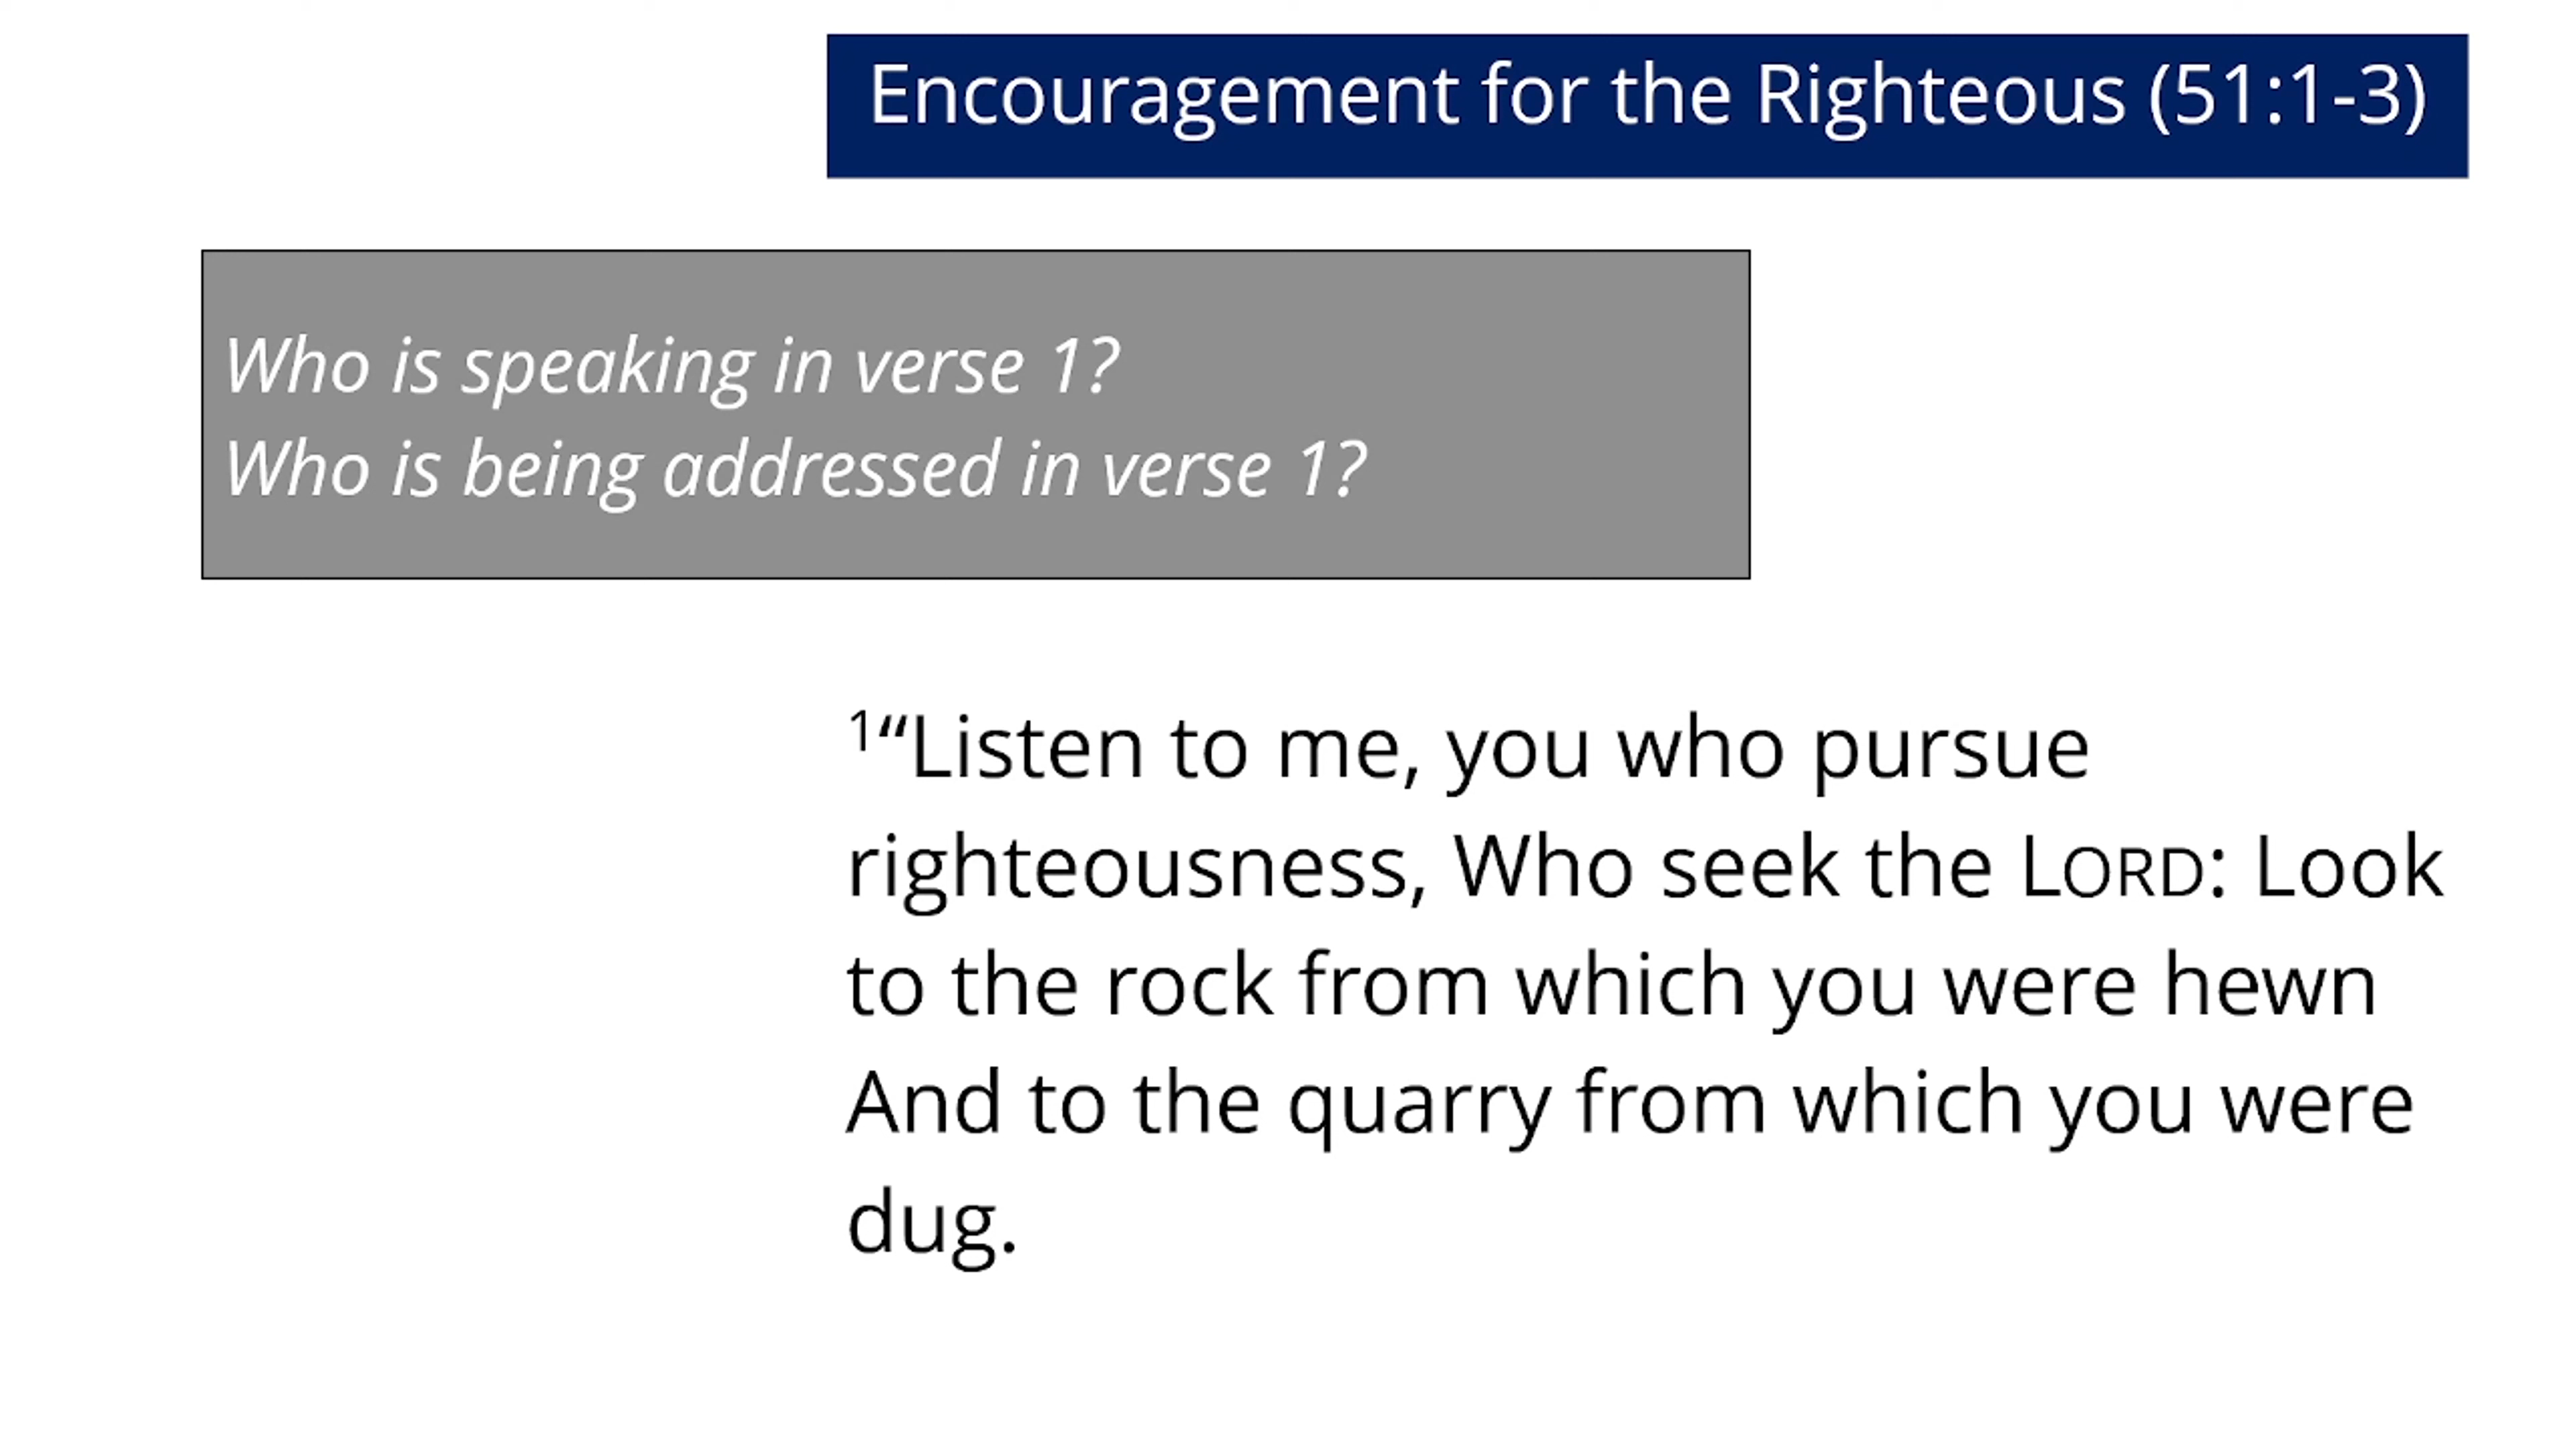 Encouragement for the Righteous (51:1-3)
Who is speaking in verse 1?
Who is being addressed in verse 1?
¹“Listen to me, you who pursue
righteousness, Who seek the LORD: Look
to the rock from which you were hewn
And to the quarry from which you were
dug.